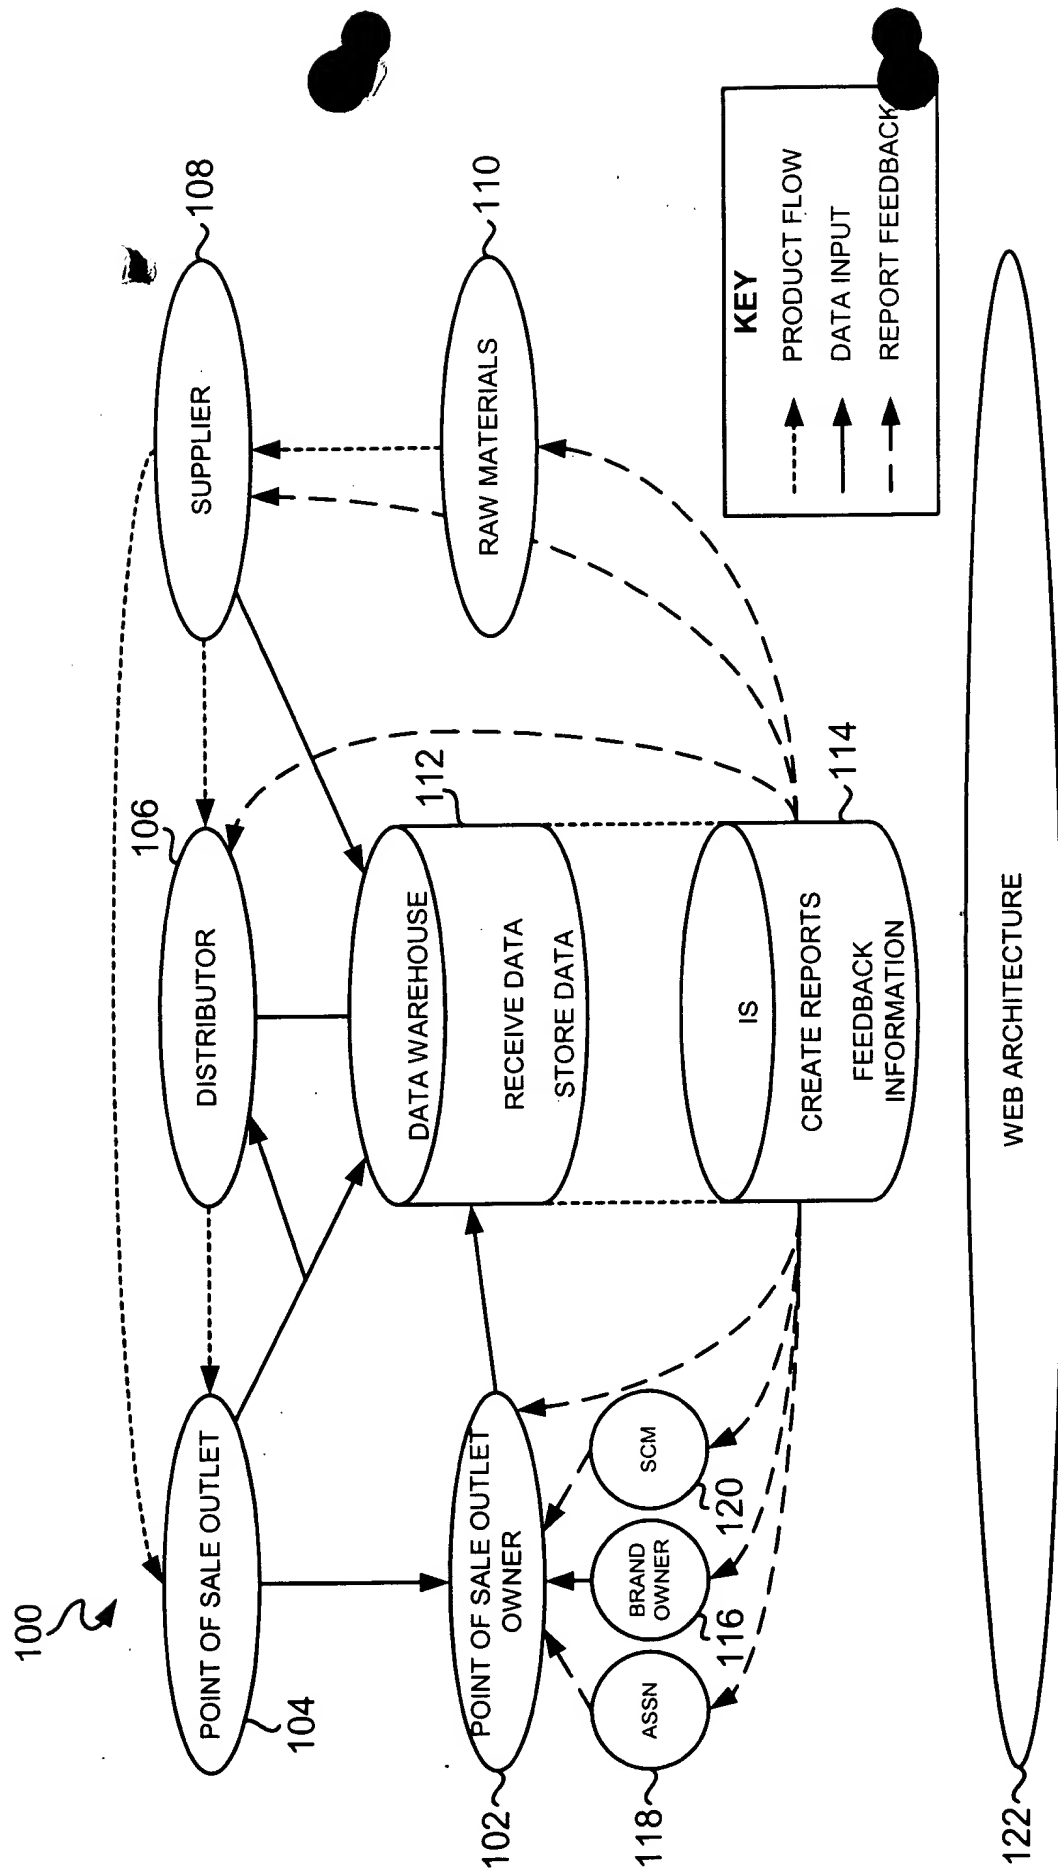 100
POINT OF SALE OUTLET
104
DISTRIBUTOR
106
SUPPLIER
108
POINT OF SALE OUTLET
OWNER
102
DATA WAREHOUSE
112
RECEIVE DATA
STORE DATA
RAW MATERIALS
110
ASSN
118
BRAND
OWNER
116
SCM
120
IS
CREATE REPORTS
FEEDBACK
INFORMATION
114
KEY
PRODUCT FLOW
DATA INPUT
REPORT FEEDBACK
WEB ARCHITECTURE
122